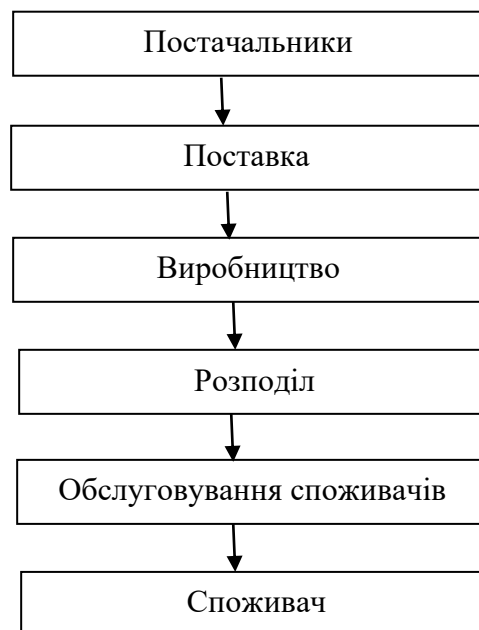 Постачальники
Поставка
Виробництво
Розподіл
Обслуговування споживачів
Споживач